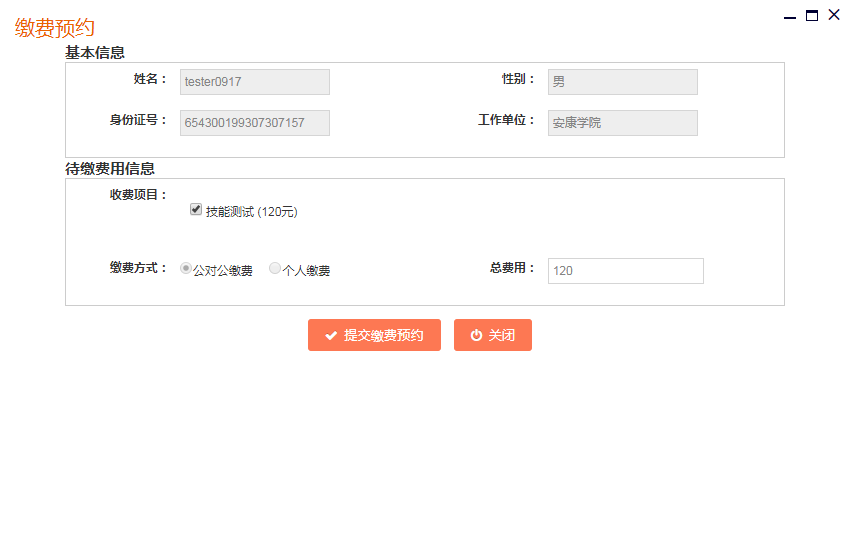 缴费预约
基本信息
姓名： tester0917 性别： 男
身份证号： 654300199307307157 工作单位： 安康学院
待缴费用信息
收费项目：
技能测试 (120元)
缴费方式： 公对公缴费 个人缴费 总费用： 120
提交缴费预约 关闭